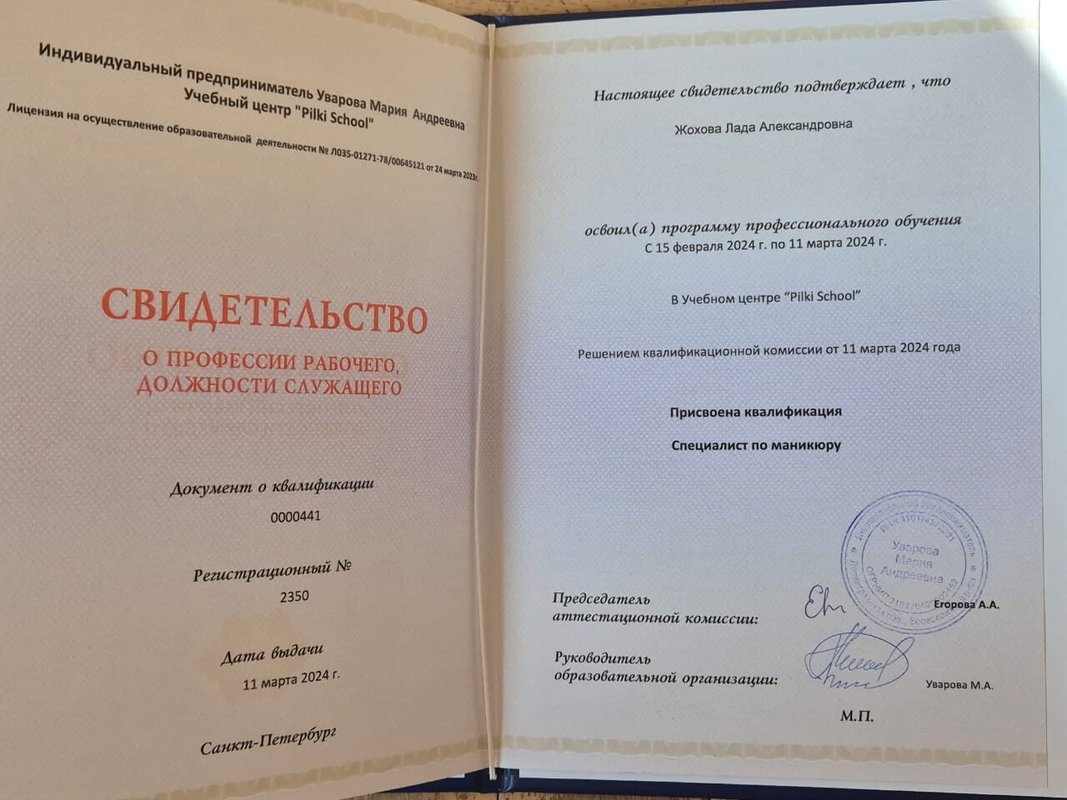 Индивидуальный предприниматель Уварова Мария Андреевна
Учебный центр "Pilki School"
Лицензия на осуществление образовательной деятельности № Л035-01271-78/00645121 от 24 марта 2023г.
СВИДЕТЕЛЬСТВО
О ПРОФЕССИИ РАБОЧЕГО,
ДОЛЖНОСТИ СЛУЖАЩЕГО
Документ о квалификации
0000441
Регистрационный №
2350
Дата выдачи
11 марта 2024 г.
Санкт-Петербург
Настоящее свидетельство подтверждает , что
Жохова Лада Александровна
освоил(а) программу профессионального обучения
С 15 февраля 2024 г. по 11 марта 2024 г.
В Учебном центре “Pilki School”
Решением квалификационной комиссии от 11 марта 2024 года
Присвоена квалификация
Специалист по маникюру
Уварова
Мария
Андреевна
Председатель
аттестационной комиссии:
Егорова А.А.
Руководитель
образовательной организации:
Уварова М.А.
М.П.